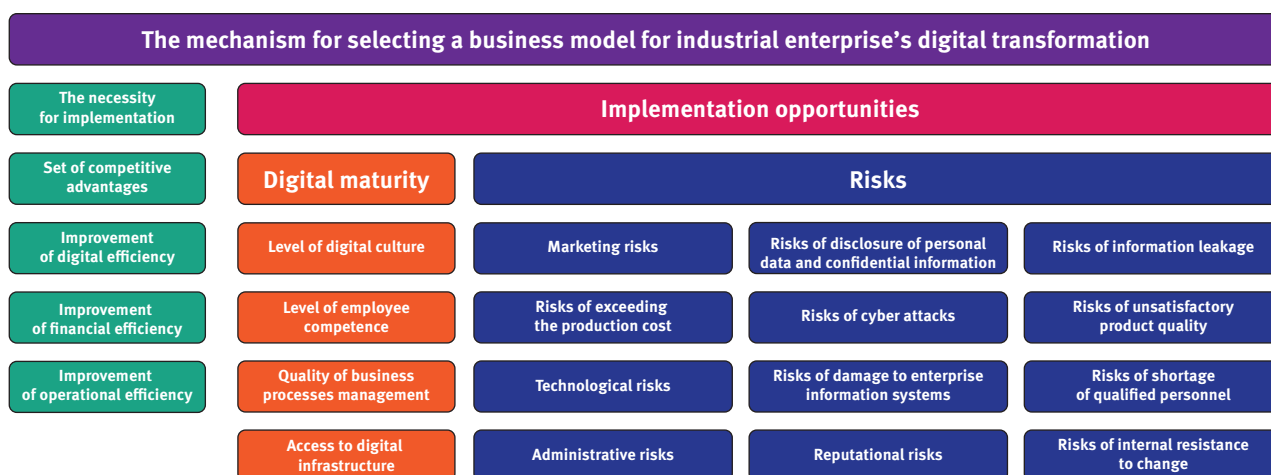 The mechanism for selecting a business model for industrial enterprise’s digital transformation
The necessity
for implementation
Implementation opportunities
Set of competitive
advantages
Digital maturity
Risks
Improvement
of digital efficiency
Level of digital culture
Marketing risks
Risks of disclosure of personal
data and confidential information
Risks of information leakage
Improvement
of financial efficiency
Level of employee
competence
Risks of exceeding
the production cost
Risks of cyber attacks
Risks of unsatisfactory
product quality
Improvement
of operational efficiency
Quality of business
processes management
Technological risks
Risks of damage to enterprise
information systems
Risks of shortage
of qualified personnel
Access to digital
infrastructure
Administrative risks
Reputational risks
Risks of internal resistance
to change